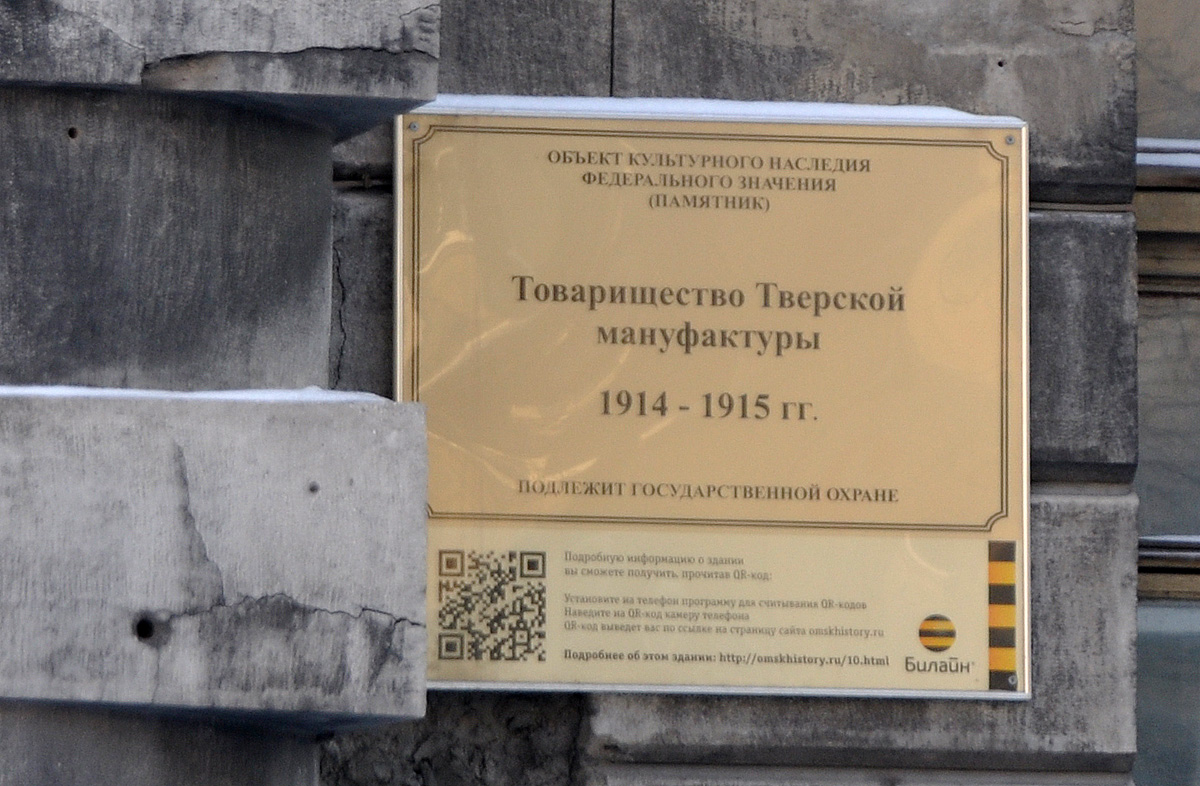 ОБЪЕКТ КУЛЬТУРНОГО НАСЛЕДИЯ
ФЕДЕРАЛЬНОГО ЗНАЧЕНИЯ
(ПАМЯТНИК)
Товарищество Тверской
мануфактуры
1914 - 1915 гг.
ПОДЛЕЖИТ ГОСУДАРСТВЕННОЙ ОХРАНЕ
Подробную информацию о здании
вы сможете получить, прочитав QR-код:
Установите на телефон программу для считывания QR-кодов
Наведите на QR-код камеру телефона
QR-код выведет вас по ссылке на страницу сайта omskhistory.ru
Подробнее об этом здании: http://omskhistory.ru/10.html
Билайн®